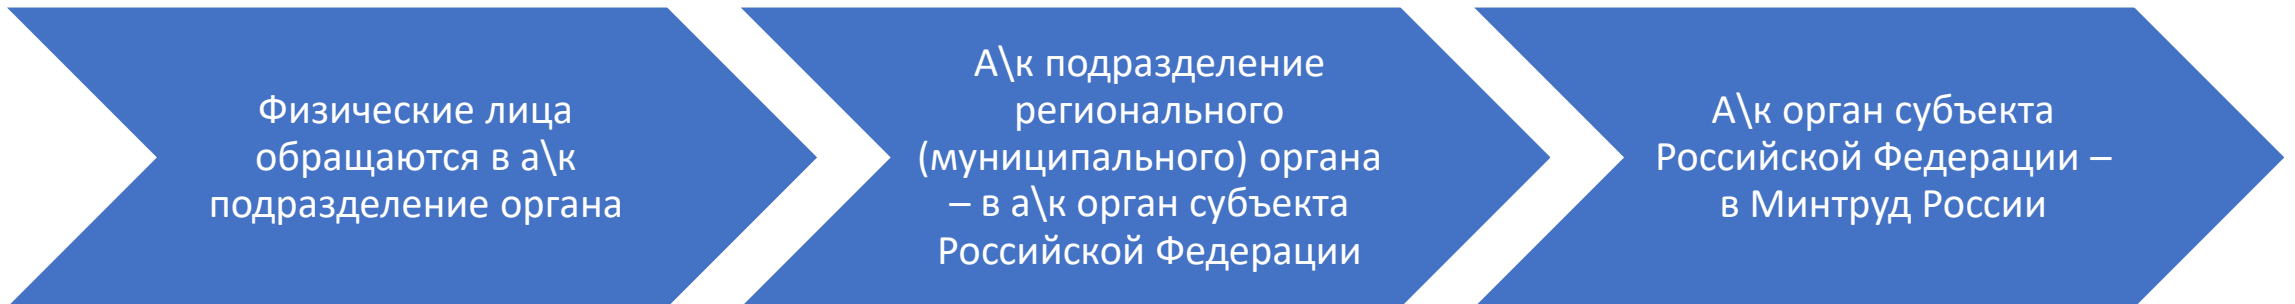 Физические лица
обращаются в а\к
подразделение органа
А\к подразделение
регионального
(муниципального) органа
– в а\к орган субъекта
Российской Федерации
А\к орган субъекта
Российской Федерации –
в Минтруд России